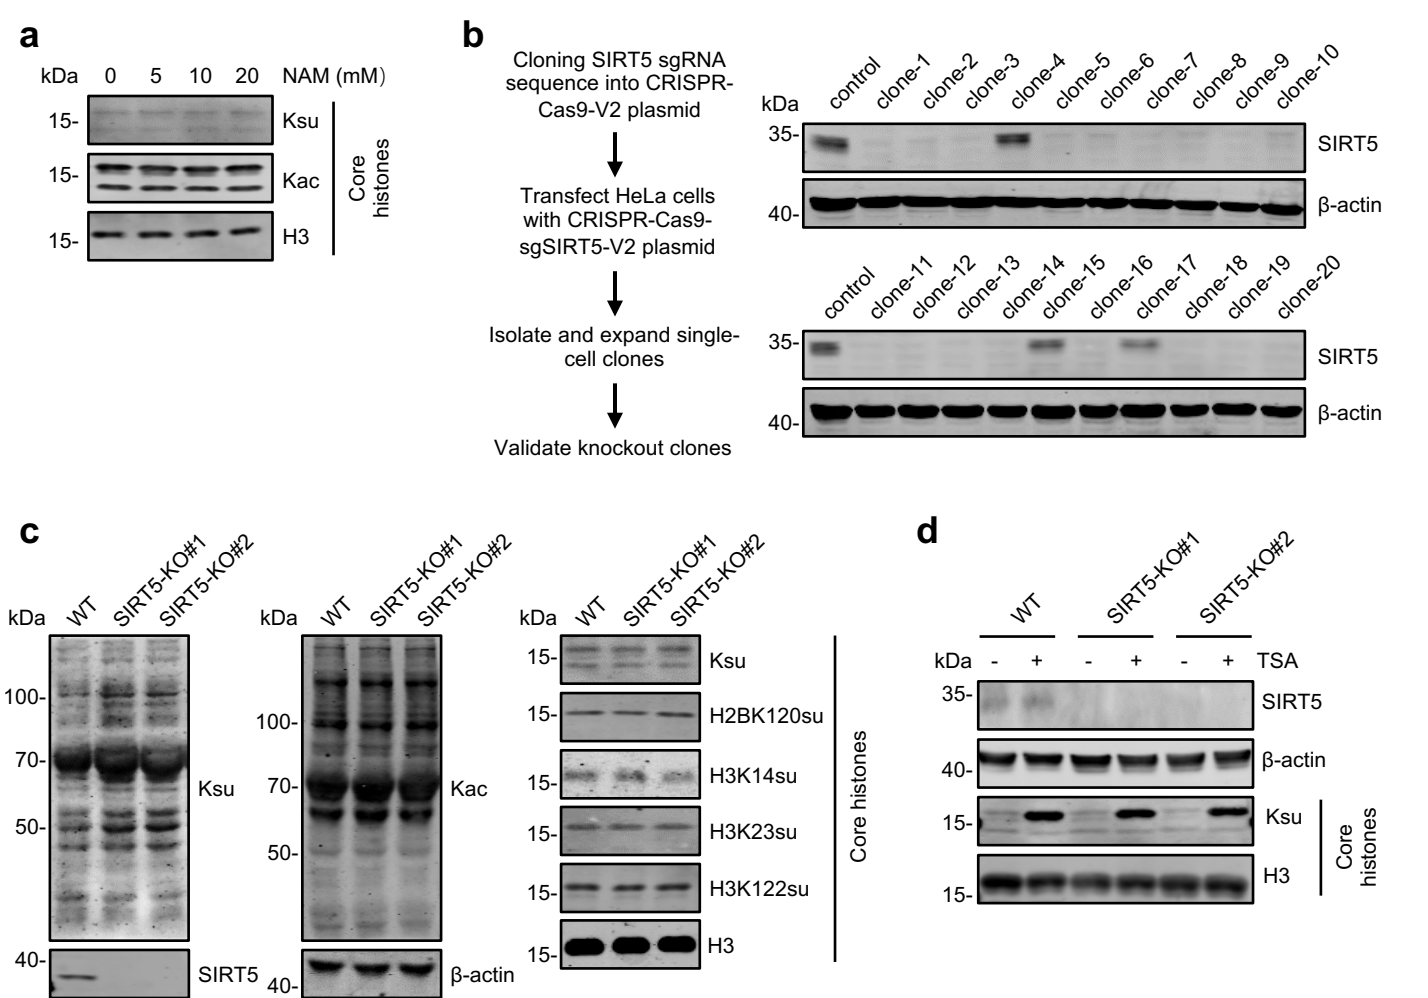 a
kDa 0 5 10 20 NAM (mM)
15- Ksu
15- Kac
15- H3
Core
histones
b
Cloning SIRT5 sgRNA
sequence into CRISPR-
Cas9-V2 plasmid
Transfect HeLa cells
with CRISPR-Cas9-
sgSIRT5-V2 plasmid
Isolate and expand single-
cell clones
Validate knockout clones
kDa control clone-1 clone-2 clone-3 clone-4 clone-5 clone-6 clone-7 clone-8 clone-9 clone-10
35- SIRT5
40- β-actin
control clone-11 clone-12 clone-13 clone-14 clone-15 clone-16 clone-17 clone-18 clone-19 clone-20
35- SIRT5
40- β-actin
c
kDa WT SIRT5-KO#1 SIRT5-KO#2
100-
70-
Ksu
50-
40- SIRT5
kDa WT SIRT5-KO#1 SIRT5-KO#2
100-
70- Kac
50-
40- β-actin
kDa WT SIRT5-KO#1 SIRT5-KO#2
15- Ksu
15- H2BK120su
15- H3K14su
15- H3K23su
15- H3K122su
15- H3
Core histones
d
WT SIRT5-KO#1 SIRT5-KO#2
kDa - + - + - + TSA
35- SIRT5
40- β-actin
15- Ksu
15- H3
Core
histones